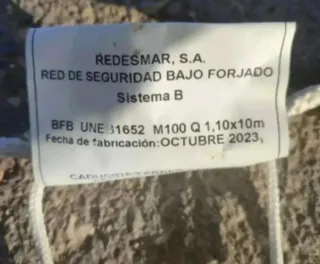 REDESMAR, S.A.
RED DE SEGURIDAD BAJO FORJADO
Sistema B
BFB UNE 81652 M100 Q 1,10x10m
Fecha de fabricación:OCTUBRE 2023